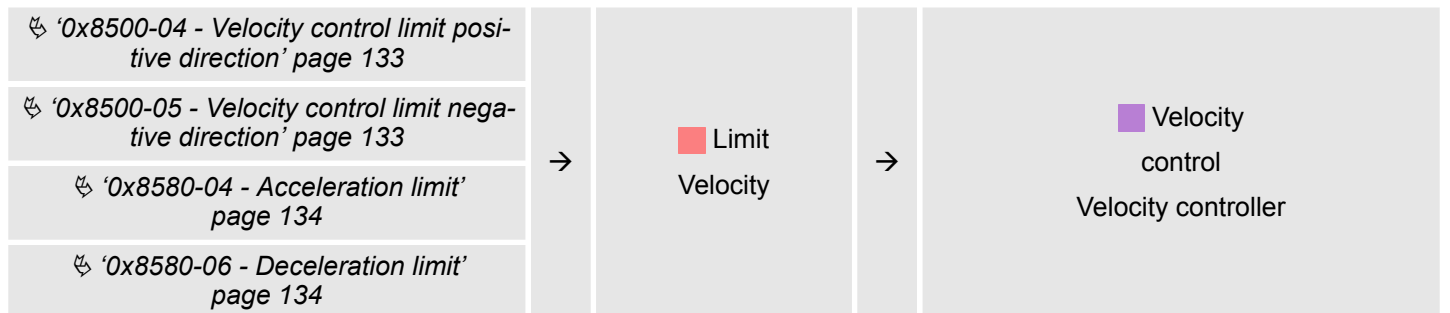 ↳ ‘0x8500-04 - Velocity control limit posi-
tive direction’ page 133
↳ ‘0x8500-05 - Velocity control limit nega-
tive direction’ page 133
↳ ‘0x8580-04 - Acceleration limit’
page 134
↳ ‘0x8580-06 - Deceleration limit’
page 134
→
Limit
Velocity
→
Velocity
control
Velocity controller